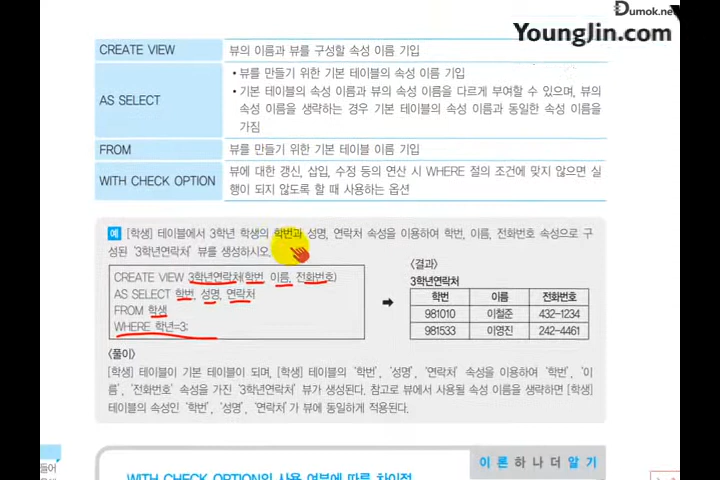 Dumok.ne
YoungJin.com
CREATE VIEW 뷰의 이름과 뷰를 구성할 속성 이름 기입
AS SELECT
• 뷰를 만들기 위한 기본 테이블의 속성 이름 기입
• 기본 테이블의 속성 이름과 뷰의 속성 이름을 다르게 부여할 수 있으며, 뷰의
속성 이름을 생략하는 경우 기본 테이블의 속성 이름과 동일한 속성 이름을
가짐
FROM 뷰를 만들기 위한 기본 테이블 이름 기입
WITH CHECK OPTION
뷰에 대한 갱신, 삽입, 수정 등의 연산 시 WHERE 절의 조건에 맞지 않으면 실
행이 되지 않도록 할 때 사용하는 옵션
예 [학생] 테이블에서 3학년 학생의 학번과 성명, 연락처 속성을 이용하여 학번, 이름, 전화번호 속성으로 구
성된 '3학년연락처' 뷰를 생성하시오.
CREATE VIEW 3학년연락처(학번 이름, 전화번호)
AS SELECT 학번, 성명, 연락처
FROM 학생
WHERE 학년=3;
➡
〈결과〉
3학년연락처
학번 이름 전화번호
981010 이철준 432-1234
981533 이영진 242-4461
〈풀이〉
[학생] 테이블이 기본 테이블이 되며, [학생] 테이블의 '학번', '성명', '연락처' 속성을 이용하여 '학번', '이
름', '전화번호' 속성을 가진 '3학년연락처' 뷰가 생성된다. 참고로 뷰에서 사용될 속성 이름을 생략하면 [학생]
테이블의 속성인 '학번', '성명', '연락처'가 뷰에 동일하게 적용된다.
이론하나더알기
들어
WITH CHECK OPTION의 사용 여부에 따른 차이점